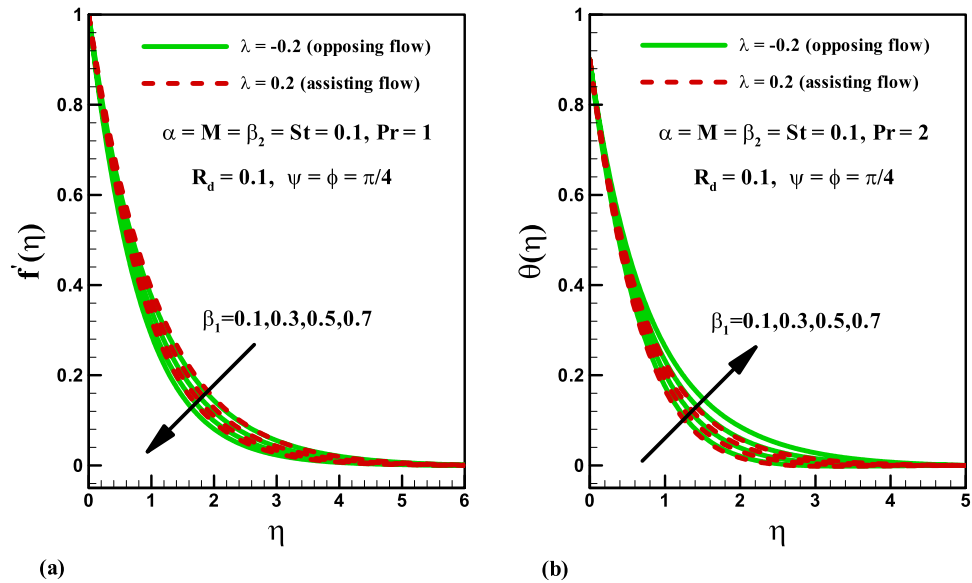 1
0.8
0.6
0.4
0.2
0
0 1 2 3 4 5 6
f'(η)
η
λ = -0.2 (opposing flow)
λ = 0.2 (assisting flow)
α = M = β₂ = St = 0.1, Pr = 1
R_d = 0.1, ψ = φ = π/4
β₁=0.1,0.3,0.5,0.7
(a)
1
0.8
0.6
0.4
0.2
0
0 1 2 3 4 5
θ(η)
η
λ = -0.2 (opposing flow)
λ = 0.2 (assisting flow)
α = M = β₂ = St = 0.1, Pr = 2
R_d = 0.1, ψ = φ = π/4
β₁=0.1,0.3,0.5,0.7
(b)